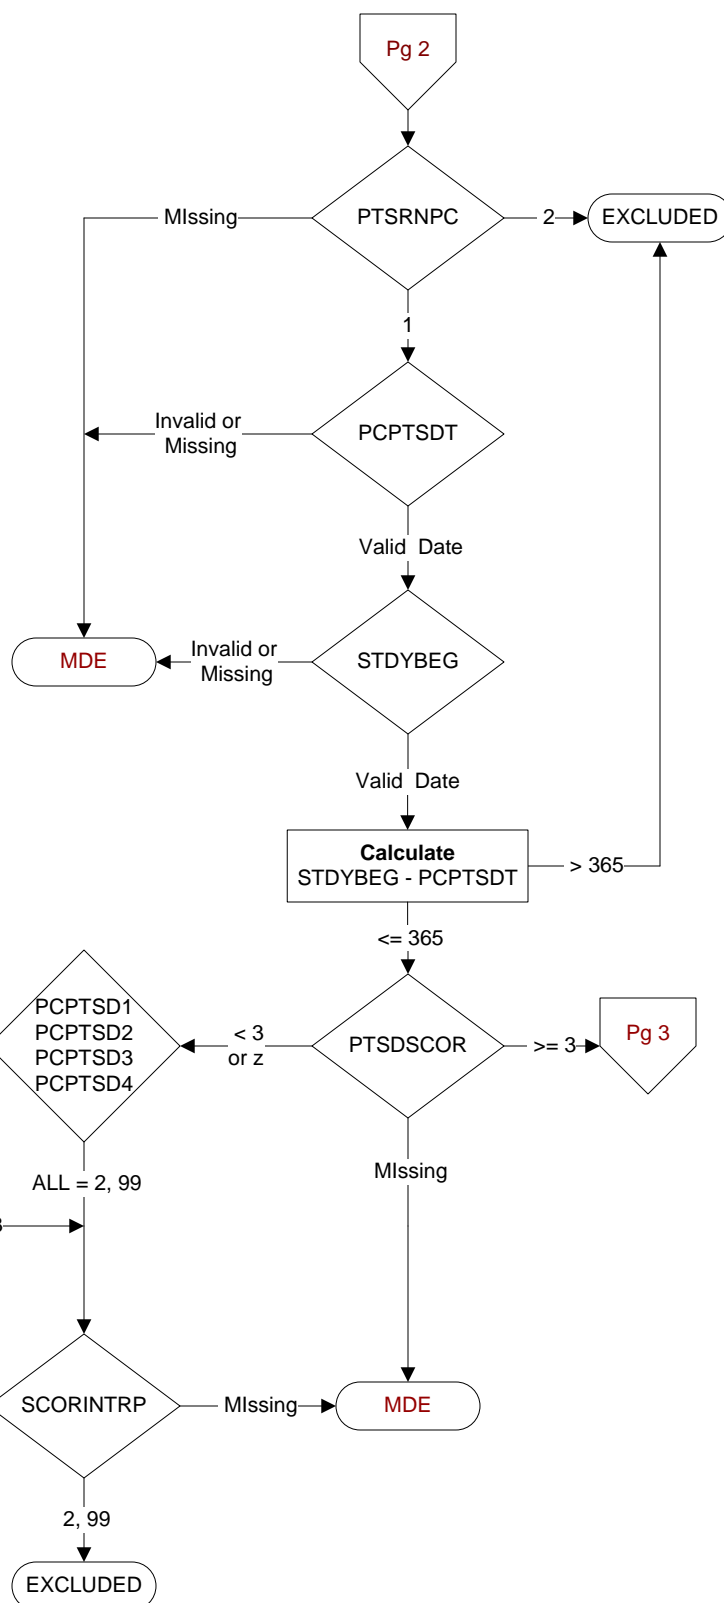 Pg 2
PTSRNPC
MIssing
2
EXCLUDED
1
PCPTSDT
Invalid or
Missing
Valid  Date
STDYBEG
Invalid or
Missing
MDE
Valid  Date
Calculate
STDYBEG - PCPTSDT
> 365
<= 365
PTSDSCOR
< 3
or z
>= 3
Pg 3
PCPTSD1
PCPTSD2
PCPTSD3
PCPTSD4
MIssing
ALL = 2, 99
SCORINTRP
MIssing
MDE
2, 99
EXCLUDED